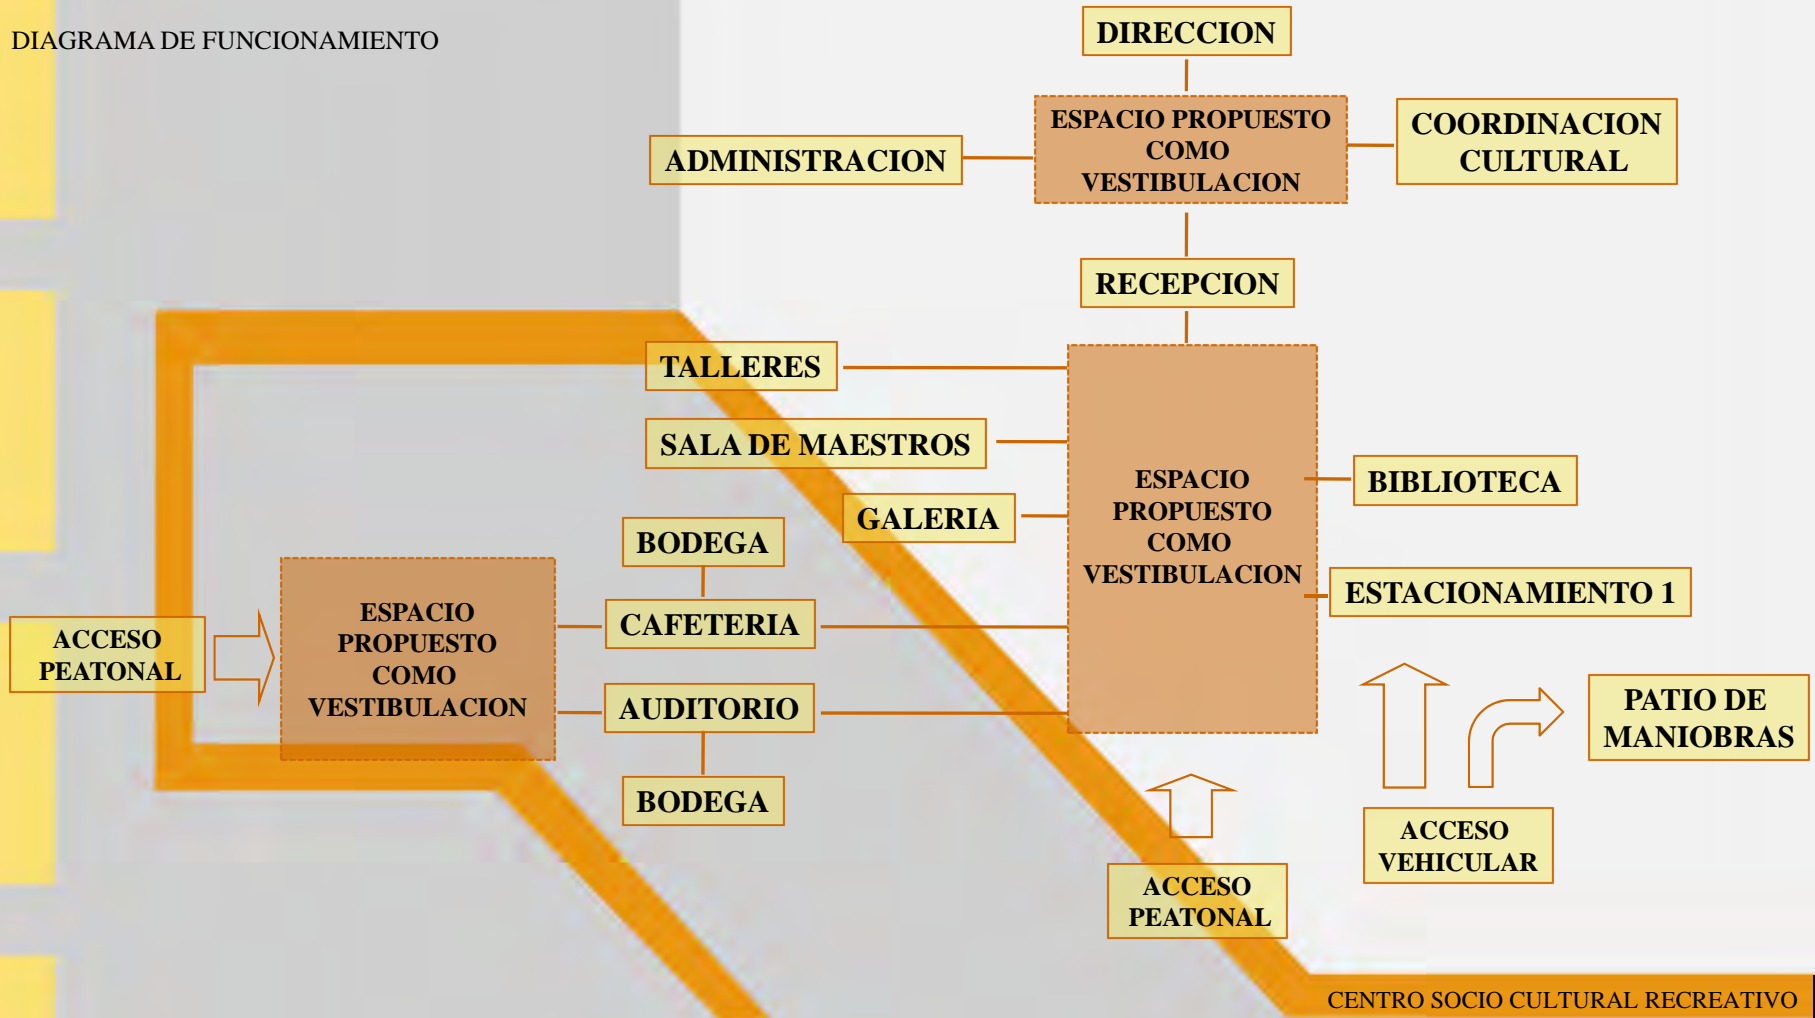 DIAGRAMA DE FUNCIONAMIENTO
DIRECCION
ESPACIO PROPUESTO
COMO
VESTIBULACION
ADMINISTRACION
COORDINACION
CULTURAL
RECEPCION
TALLERES
SALA DE MAESTROS
GALERIA
ESPACIO
PROPUESTO
COMO
VESTIBULACION
BIBLIOTECA
ESTACIONAMIENTO 1
BODEGA
CAFETERIA
ACCESO
PEATONAL
ESPACIO
PROPUESTO
COMO
VESTIBULACION
AUDITORIO
BODEGA
PATIO DE
MANIOBRAS
ACCESO
VEHICULAR
ACCESO
PEATONAL
CENTRO SOCIO CULTURAL RECREATIVO